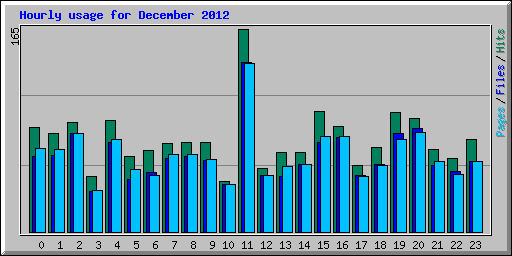 Hourly usage for December 2012
165
Pages / Files / Hits
0 1 2 3 4 5 6 7 8 9 10 11 12 13 14 15 16 17 18 19 20 21 22 23